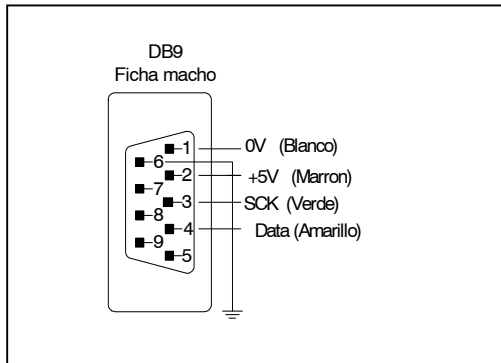 DB9
Ficha macho
1
0V (Blanco)
6
2
+5V (Marron)
7
3
SCK (Verde)
8
4
Data (Amarillo)
9
5